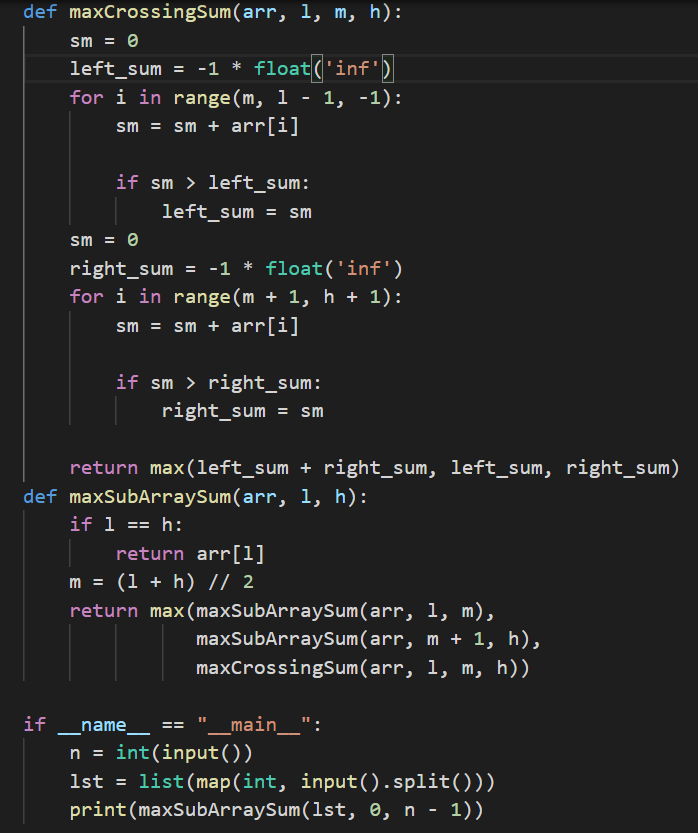 def maxCrossingSum(arr, l, m, h):
    sm = 0
    left_sum = -1 * float('inf')
    for i in range(m, l - 1, -1):
        sm = sm + arr[i]

        if sm > left_sum:
            left_sum = sm
    sm = 0
    right_sum = -1 * float('inf')
    for i in range(m + 1, h + 1):
        sm = sm + arr[i]

        if sm > right_sum:
            right_sum = sm

    return max(left_sum + right_sum, left_sum, right_sum)
def maxSubArraySum(arr, l, h):
    if l == h:
        return arr[l]
    m = (l + h) // 2
    return max(maxSubArraySum(arr, l, m),
               maxSubArraySum(arr, m + 1, h),
               maxCrossingSum(arr, l, m, h))

if __name__ == "__main__":
    n = int(input())
    lst = list(map(int, input().split()))
    print(maxSubArraySum(lst, 0, n - 1))